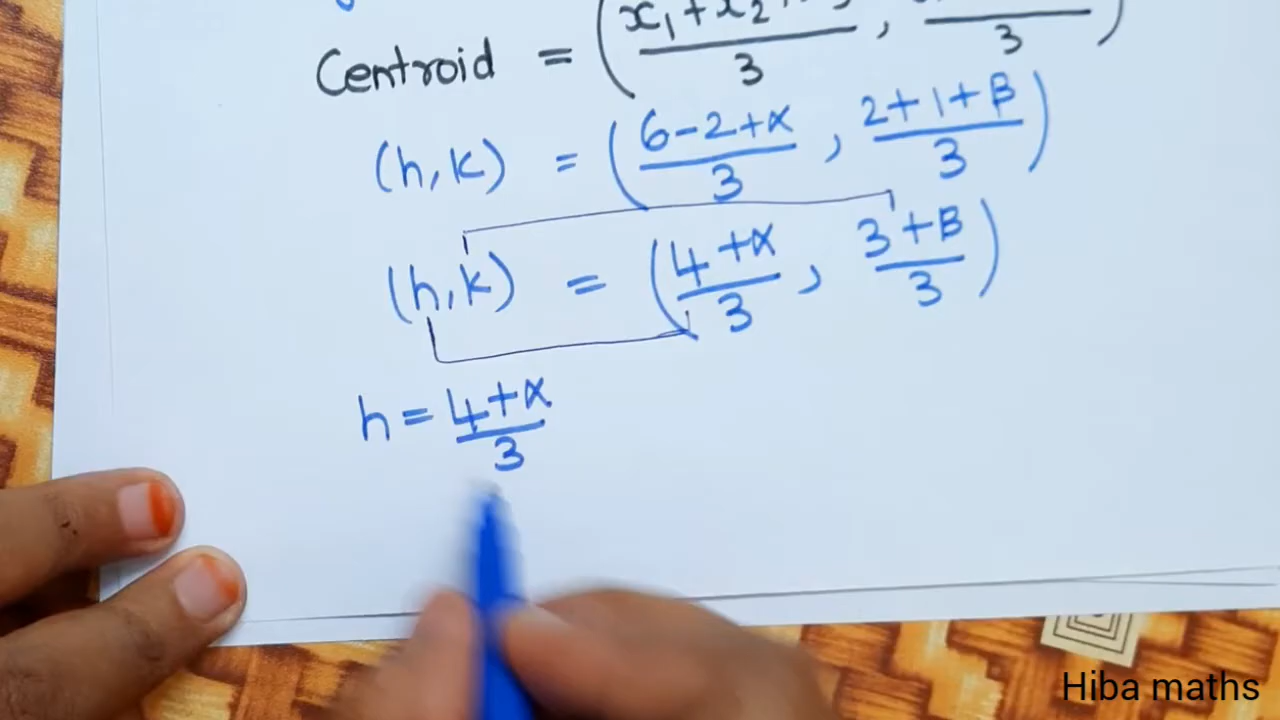 Centroid = (x₁+x₂ / 3 , / 3)
(h,k) = (6-2+α / 3 , 2+1+β / 3)
(h,k) = (4+α / 3 , 3+β / 3)
h = 4+α / 3
Hiba maths